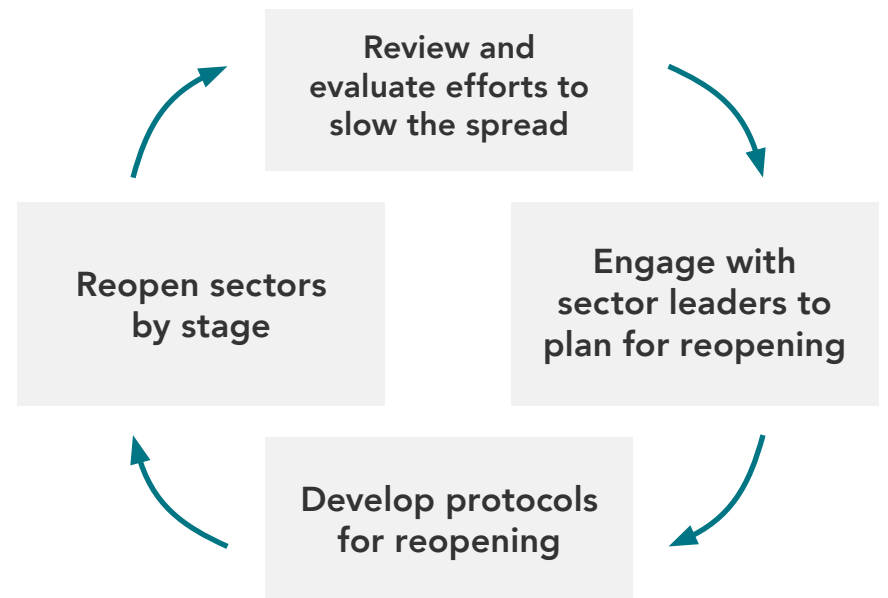 Review and
evaluate efforts to
slow the spread
Engage with
sector leaders to
plan for reopening
Develop protocols
for reopening
Reopen sectors
by stage